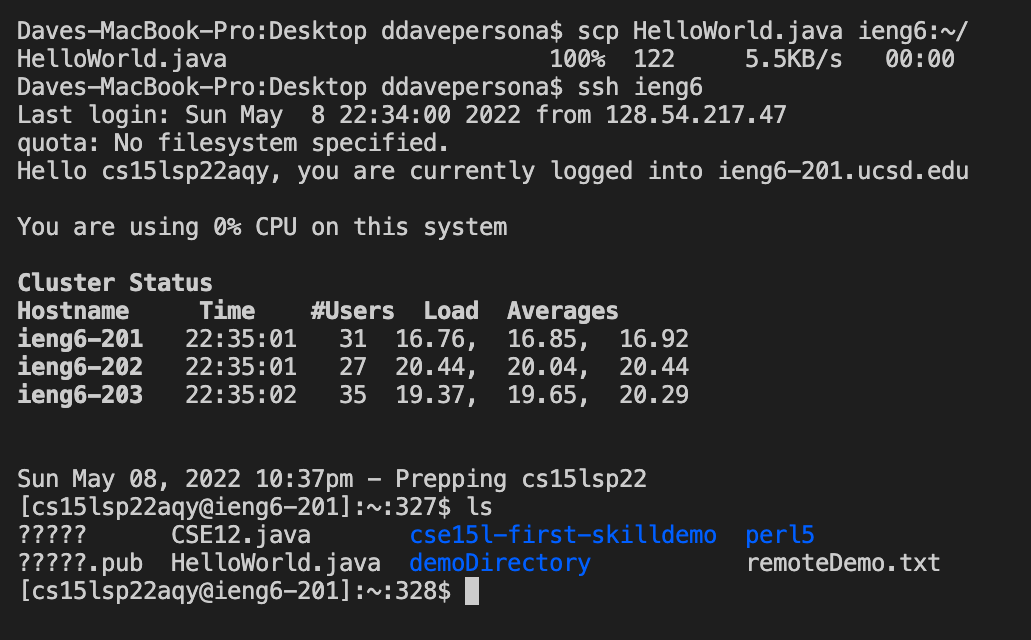 Daves-MacBook-Pro:Desktop ddavepersona$ scp HelloWorld.java ieng6:~/
HelloWorld.java 100% 122 5.5KB/s 00:00
Daves-MacBook-Pro:Desktop ddavepersona$ ssh ieng6
Last login: Sun May  8 22:34:00 2022 from 128.54.217.47
quota: No filesystem specified.
Hello cs15lsp22aqy, you are currently logged into ieng6-201.ucsd.edu
You are using 0% CPU on this system
Cluster Status
Hostname Time #Users Load Averages
ieng6-201 22:35:01 31 16.76, 16.85, 16.92
ieng6-202 22:35:01 27 20.44, 20.04, 20.44
ieng6-203 22:35:02 35 19.37, 19.65, 20.29
Sun May 08, 2022 10:37pm - Prepping cs15lsp22
[cs15lsp22aqy@ieng6-201]:~:327$ ls
????? CSE12.java cse15l-first-skilldemo perl5
?????.pub HelloWorld.java demoDirectory remoteDemo.txt
[cs15lsp22aqy@ieng6-201]:~:328$